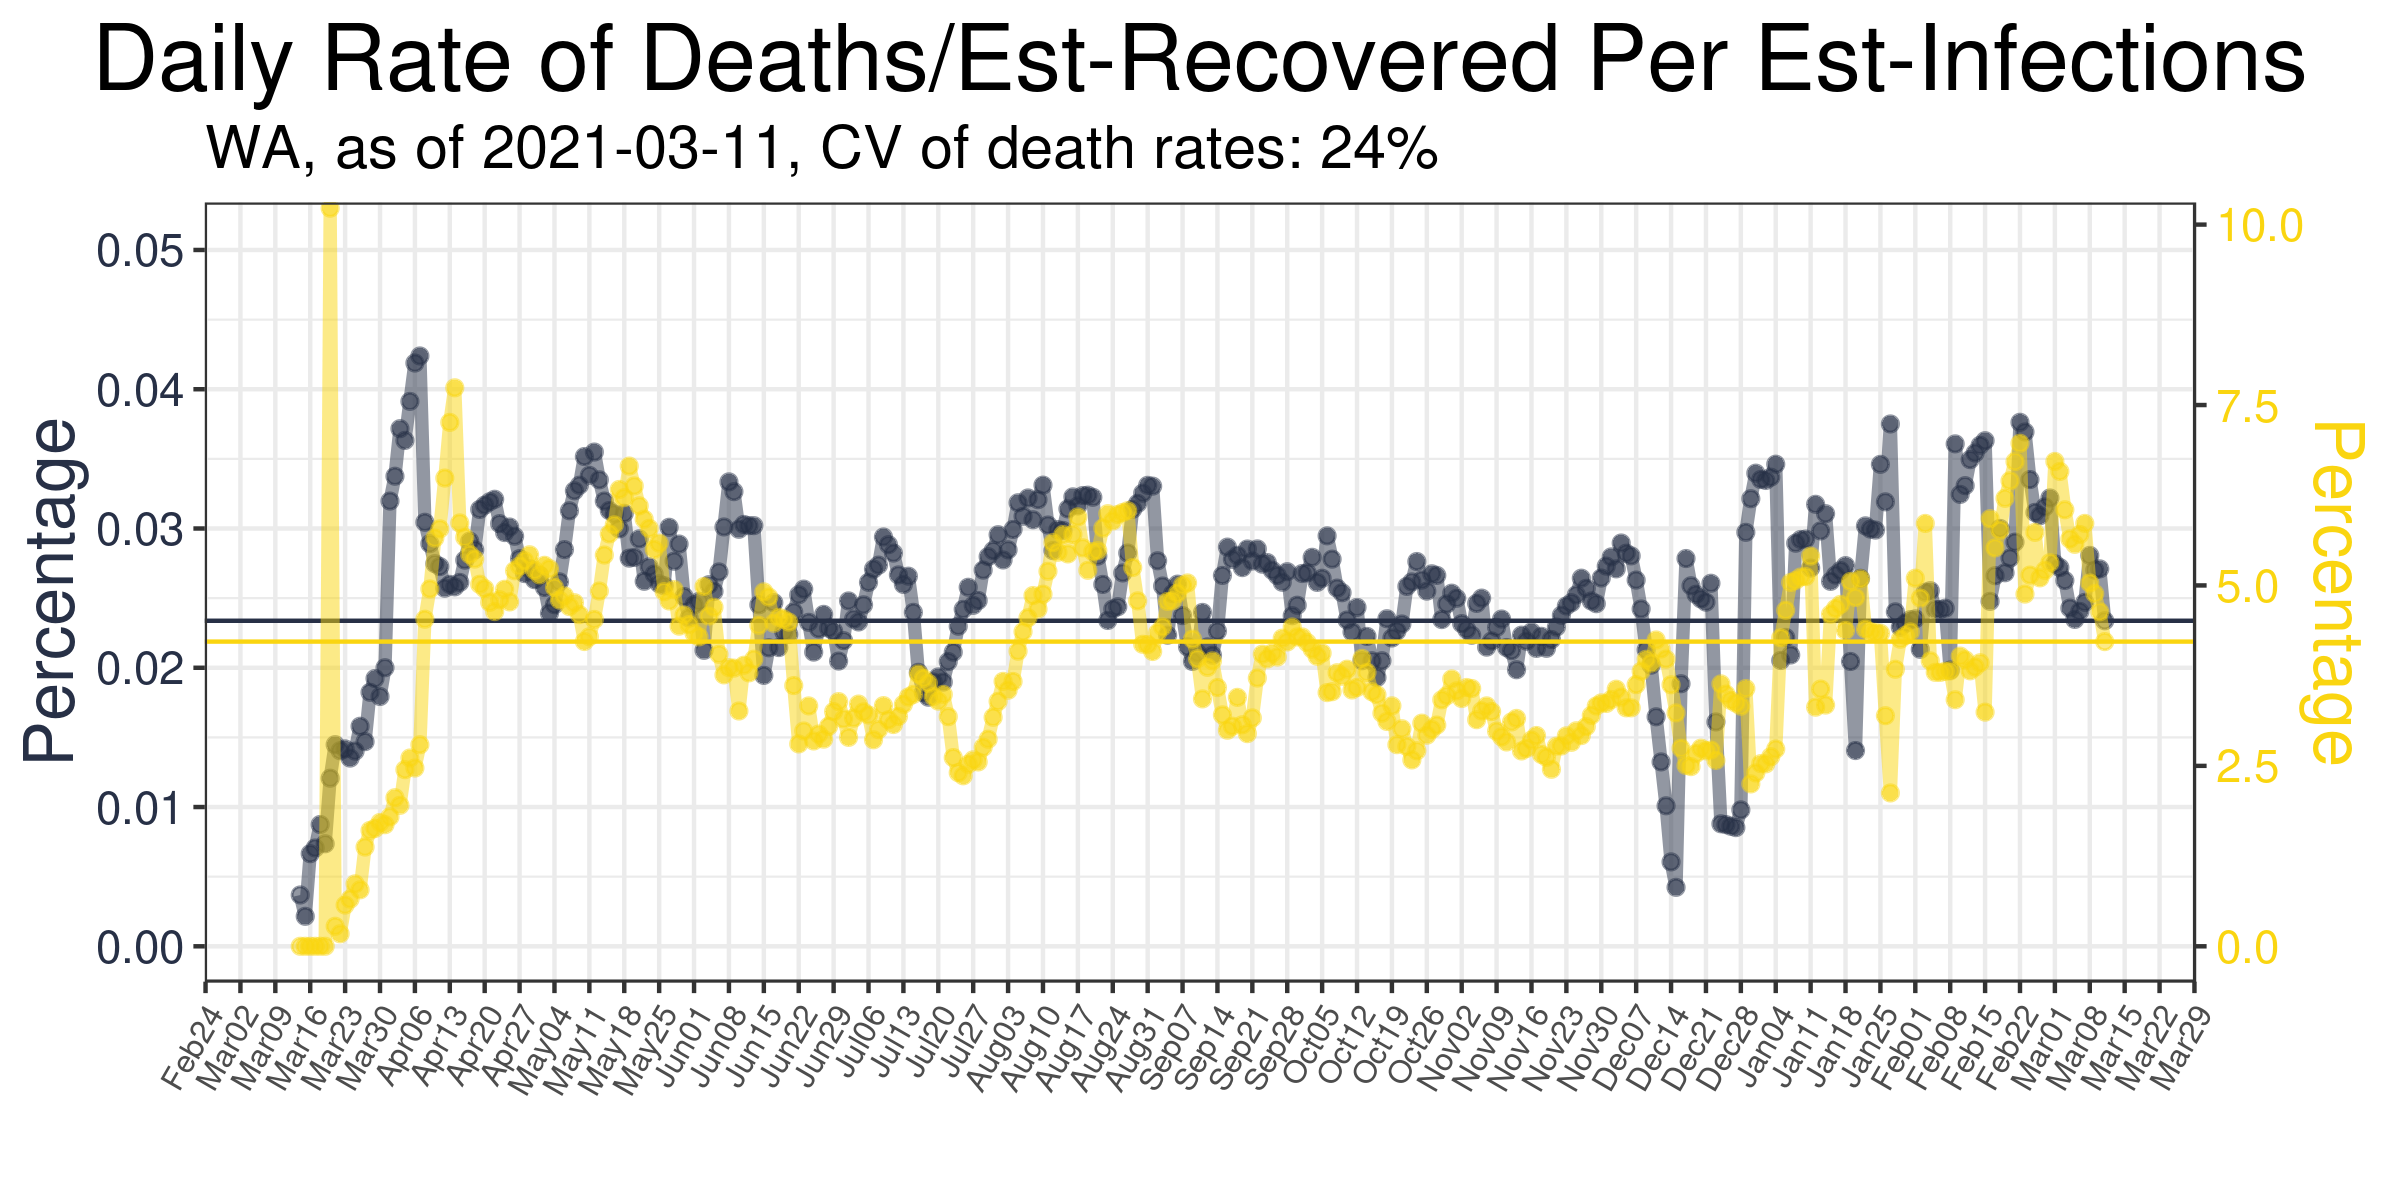 Daily Rate of Deaths/Est-Recovered Per Est-Infections
WA, as of 2021-03-11, CV of death rates: 24%
Percentage
0.05
0.04
0.03
0.02
0.01
0.00
10.0
7.5
5.0
2.5
0.0
Percentage
Feb24
Mar02
Mar09
Mar16
Mar23
Mar30
Apr06
Apr13
Apr20
Apr27
May04
May11
May18
May25
Jun01
Jun08
Jun15
Jun22
Jun29
Jul06
Jul13
Jul20
Jul27
Aug03
Aug10
Aug17
Aug24
Aug31
Sep07
Sep14
Sep21
Sep28
Oct05
Oct12
Oct19
Oct26
Nov02
Nov09
Nov16
Nov23
Nov30
Dec07
Dec14
Dec21
Dec28
Jan04
Jan11
Jan18
Jan25
Feb01
Feb08
Feb15
Feb22
Mar01
Mar08
Mar15
Mar22
Mar29